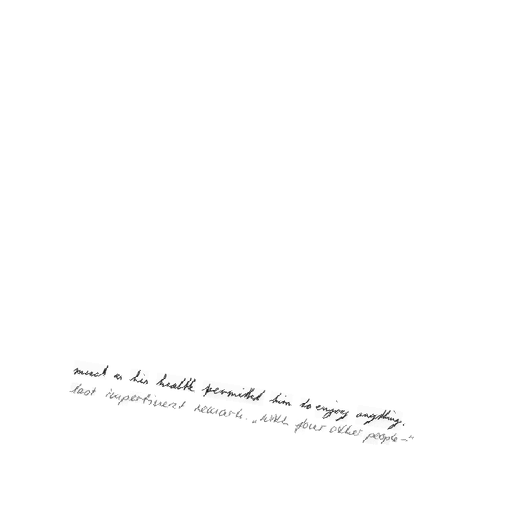 much as his health permitted him to enjoy anything.
last impertinent remark. „With four other people-"